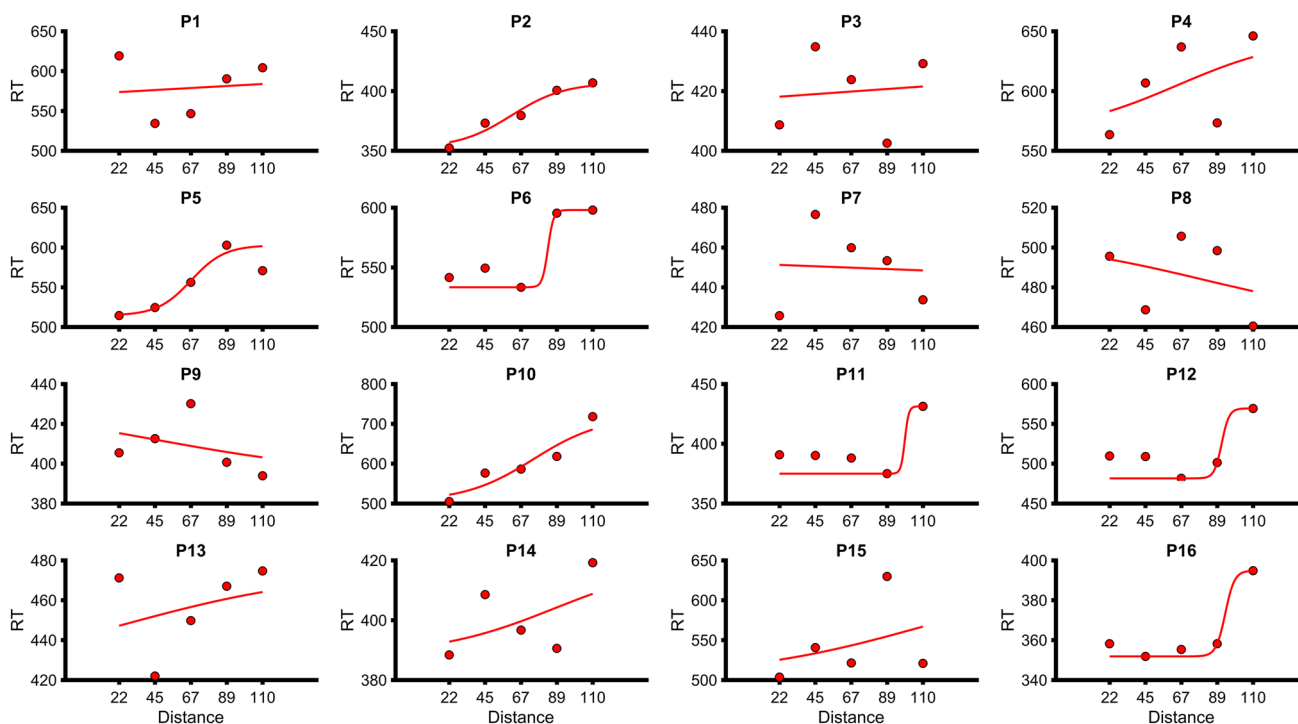 P1 P2 P3 P4
650 450 440 650
RT 600 RT 400 RT 420 RT 600
550
500 350 400 550
22 45 67 89 110 22 45 67 89 110 22 45 67 89 110 22 45 67 89 110
P5 P6 P7 P8
650 600 480 520
RT 600 RT 550 RT 460 RT 500
550 440 480
500 500 420 460
22 45 67 89 110 22 45 67 89 110 22 45 67 89 110 22 45 67 89 110
P9 P10 P11 P12
440 800 450 600
RT 420 RT 700 RT 400 RT 550
400 600 500
380 500 350 450
22 45 67 89 110 22 45 67 89 110 22 45 67 89 110 22 45 67 89 110
P13 P14 P15 P16
480 420 650 400
RT 460 RT 400 RT 600 RT 380
440 550 360
420 380 500 340
22 45 67 89 110 22 45 67 89 110 22 45 67 89 110 22 45 67 89 110
Distance Distance Distance Distance